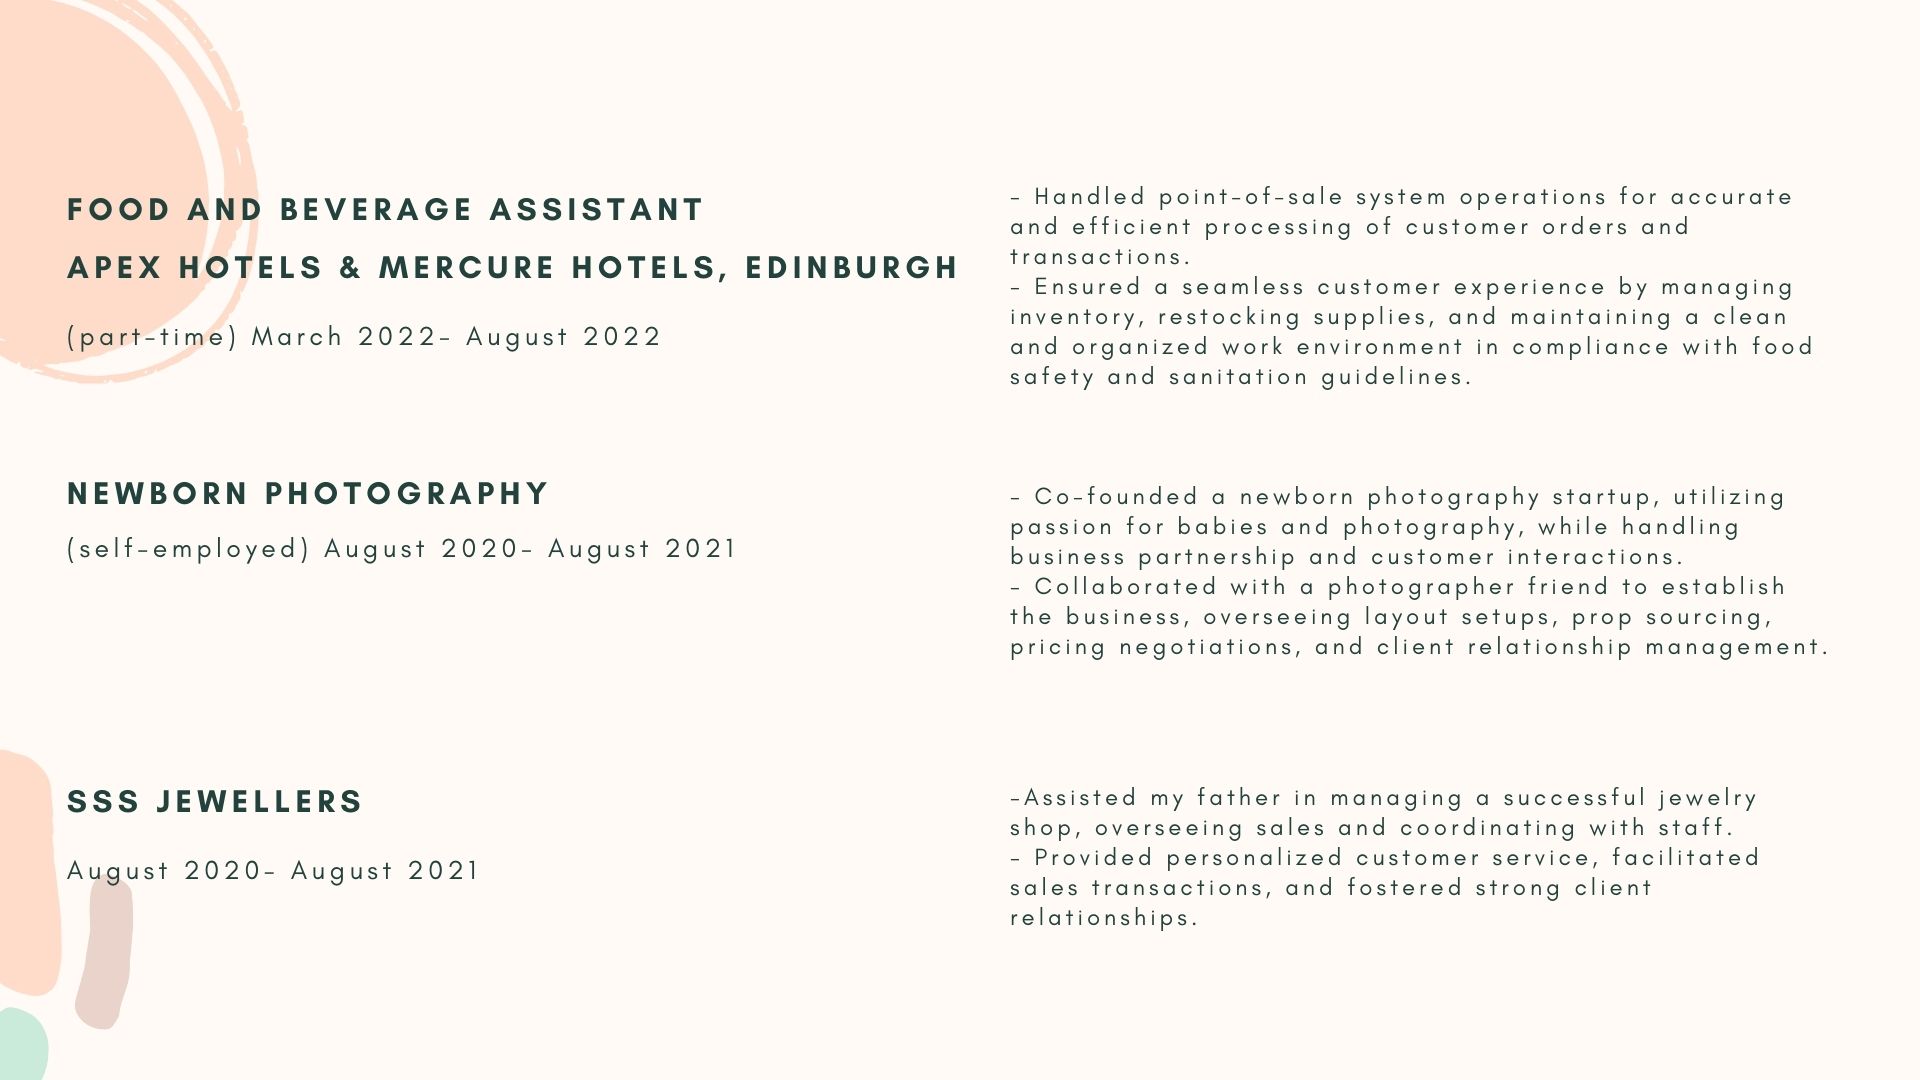 FOOD AND BEVERAGE ASSISTANT
APEX HOTELS & MERCURE HOTELS, EDINBURGH
(part-time) March 2022- August 2022
- Handled point-of-sale system operations for accurate
and efficient processing of customer orders and
transactions.
- Ensured a seamless customer experience by managing
inventory, restocking supplies, and maintaining a clean
and organized work environment in compliance with food
safety and sanitation guidelines.
NEWBORN PHOTOGRAPHY
(self-employed) August 2020- August 2021
- Co-founded a newborn photography startup, utilizing
passion for babies and photography, while handling
business partnership and customer interactions.
- Collaborated with a photographer friend to establish
the business, overseeing layout setups, prop sourcing,
pricing negotiations, and client relationship management.
SSS JEWELLERS
August 2020- August 2021
-Assisted my father in managing a successful jewelry
shop, overseeing sales and coordinating with staff.
- Provided personalized customer service, facilitated
sales transactions, and fostered strong client
relationships.